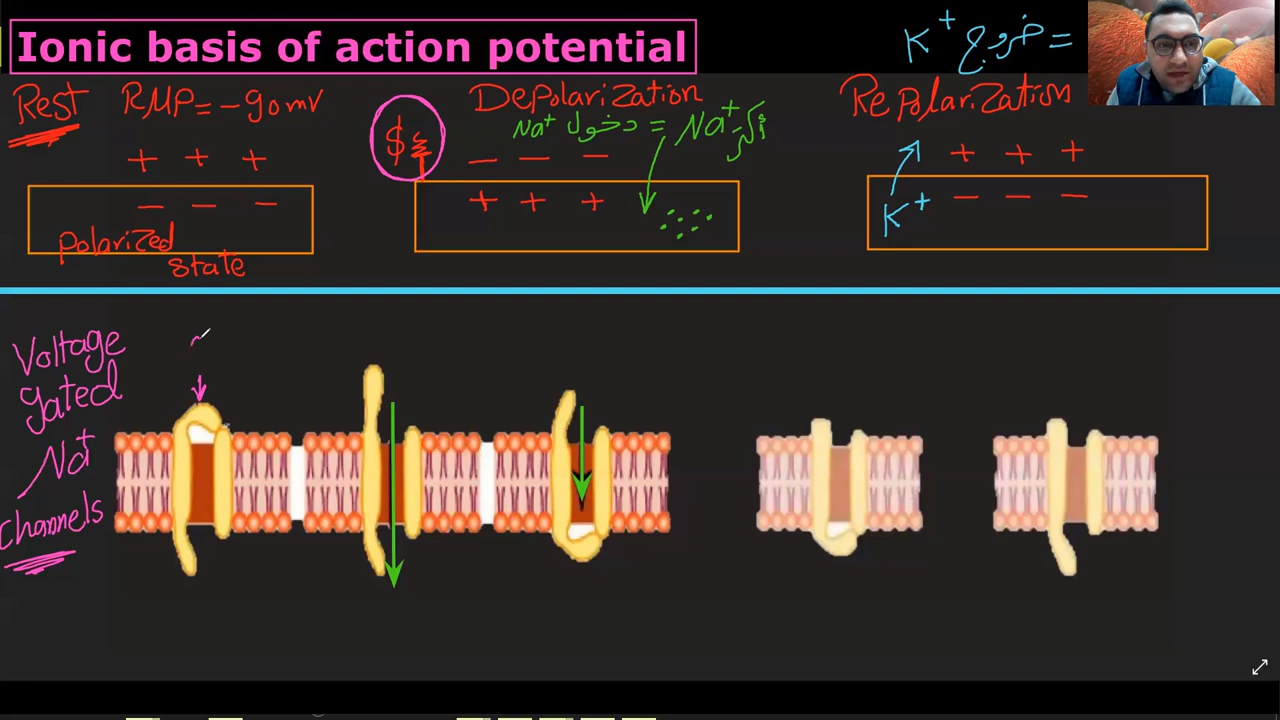 Ionic basis of action potential
K+ خروج =
Rest RMP = -90 mV
Depolarization
Repolarization
Na+ دخول = Na+
+ + +
- - -
+ + +
- - -
+ + +
K+ - - -
polarized
state
Voltage
gated
Na+
channels